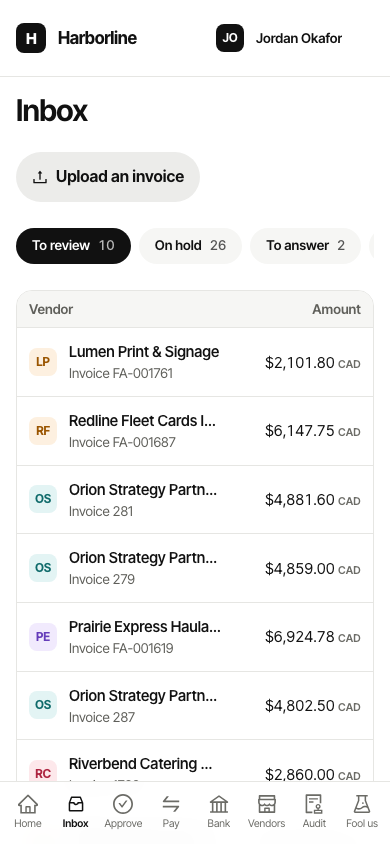 H Harborline JO Jordan Okafor
Inbox
Upload an invoice
To review 10 On hold 26 To answer 2
Vendor Amount
LP Lumen Print & Signage $2,101.80 CAD
Invoice FA-001761
RF Redline Fleet Cards I... $6,147.75 CAD
Invoice FA-001687
OS Orion Strategy Partn... $4,881.60 CAD
Invoice 281
OS Orion Strategy Partn... $4,859.00 CAD
Invoice 279
PE Prairie Express Haula... $6,924.78 CAD
Invoice FA-001619
OS Orion Strategy Partn... $4,802.50 CAD
Invoice 287
RC Riverbend Catering ... $2,860.00 CAD
Home Inbox Approve Pay Bank Vendors Audit Fool us